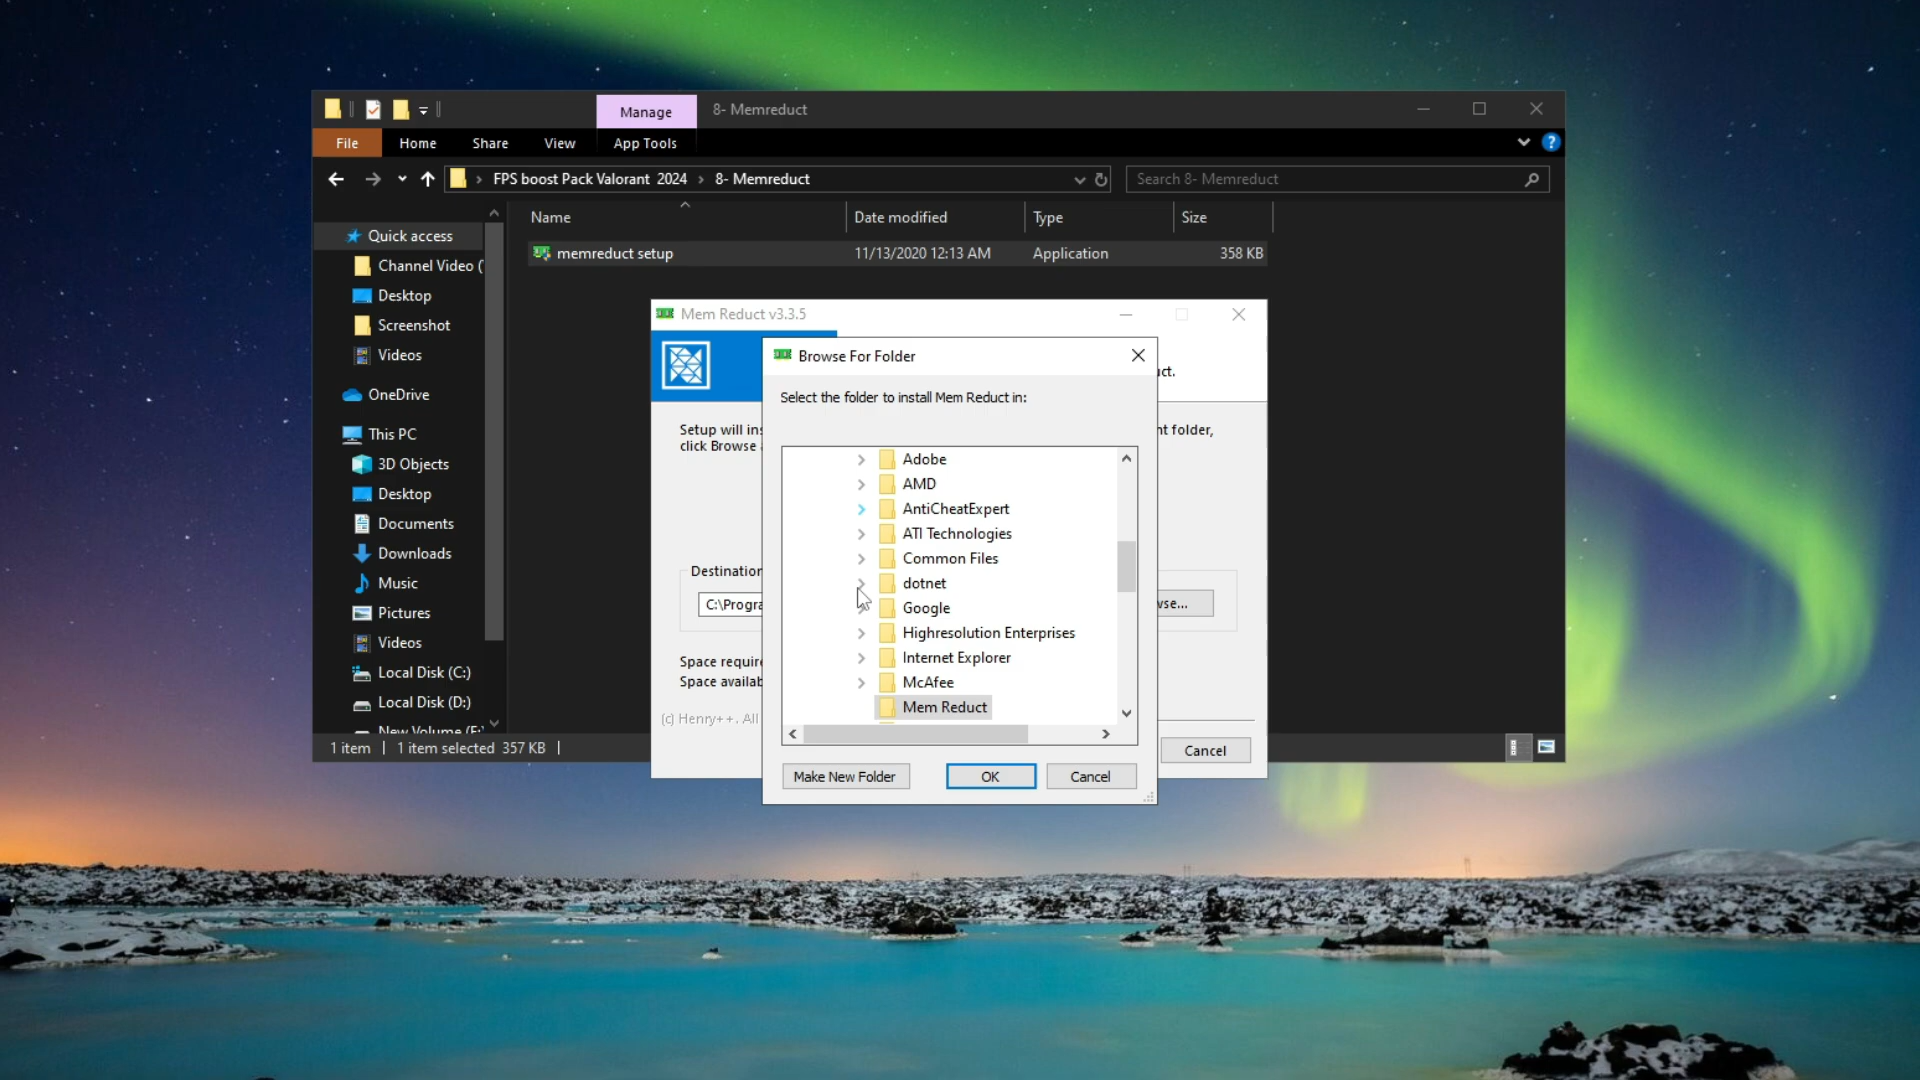 Manage
8- Memreduct
File
Home
Share
View
App Tools
FPS boost Pack Valorant 2024
8- Memreduct
Search 8- Memreduct
Name
Date modified
Type
Size
Quick access
memreduct setup
11/13/2020 12:13 AM
Application
358 KB
Channel Video (
Desktop
Screenshot
Videos
OneDrive
This PC
3D Objects
Desktop
Documents
Downloads
Music
Pictures
Videos
Local Disk (C:)
Local Disk (D:)
New Volume (E:)
1 item
1 item selected 357 KB
Mem Reduct v3.3.5
uct.
Setup will ins
nt folder,
click Browse
Destination
C:\Progra
wse...
Space require
Space availab
(c) Henry++. All
Cancel
Browse For Folder
Select the folder to install Mem Reduct in:
Adobe
AMD
AntiCheatExpert
ATI Technologies
Common Files
dotnet
Google
Highresolution Enterprises
Internet Explorer
McAfee
Mem Reduct
Make New Folder
OK
Cancel